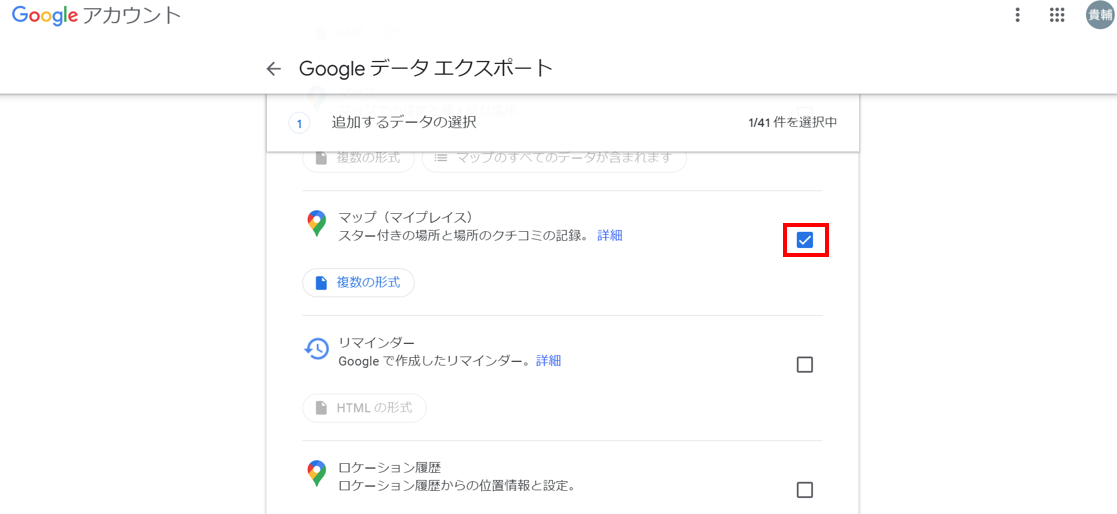 Google アカウント
貴輔
Google データ エクスポート
1
追加するデータの選択
1/41 件を選択中
複数の形式
マップのすべてのデータが含まれます
マップ（マイプレイス）
スター付きの場所と場所のクチコミの記録。 詳細
複数の形式
リマインダー
Google で作成したリマインダー。詳細
HTML の形式
ロケーション履歴
ロケーション履歴からの位置情報と設定。